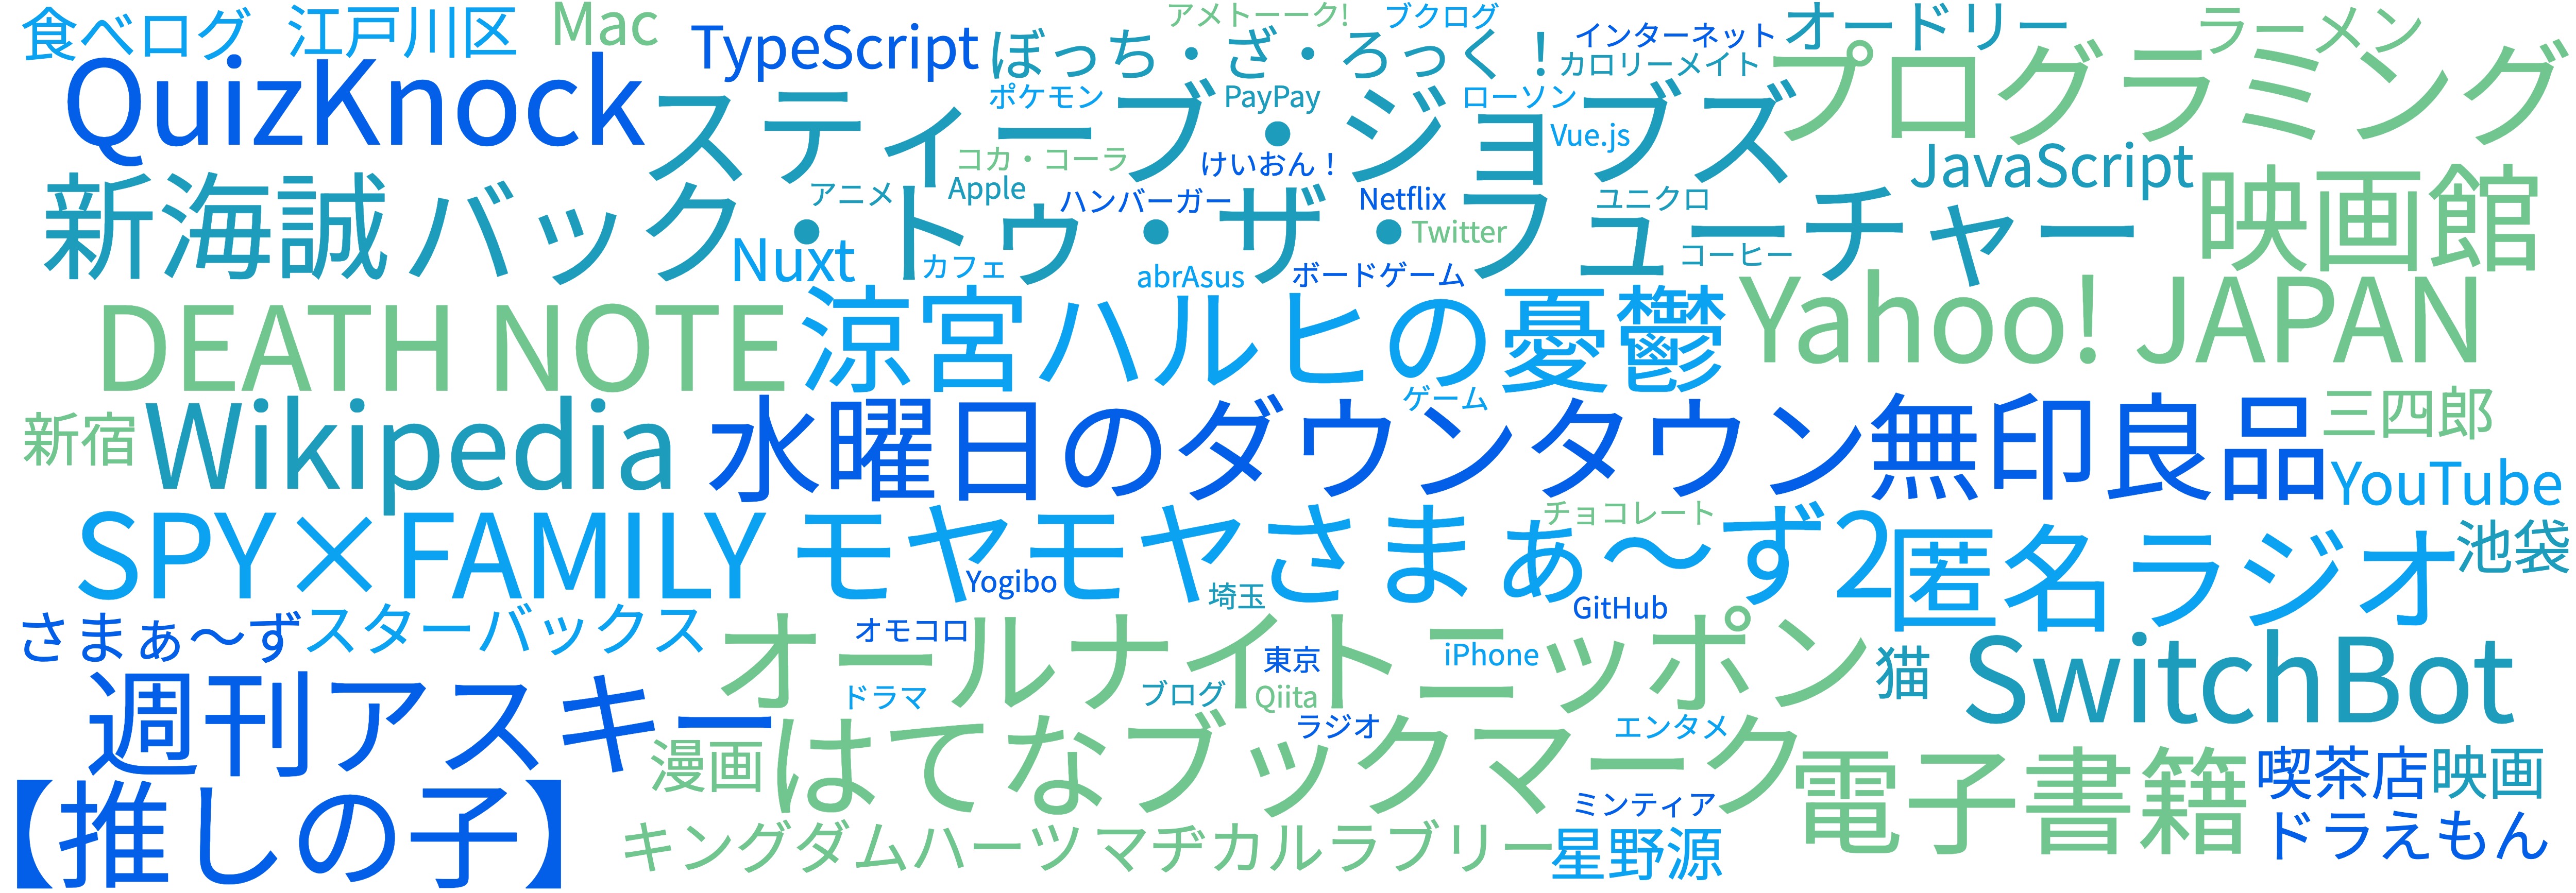 食べログ
江戸川区
Mac
TypeScript
アメトーーク!
ブクログ
ぼっち・ざ・ろっく！
インターネット
カロリーメイト
オードリー
ラーメン
QuizKnock
スティーブ・ジョブズ
ポケモン
PayPay
ローソン
Vue.js
プログラミング
コカ・コーラ
けいおん！
JavaScript
新海誠
バック・トゥ・ザ・フューチャー
アニメ
Apple
ハンバーガー
Netflix
ユニクロ
Twitter
映画館
Nuxt
カフェ
abrAsus
ボードゲーム
コーヒー
DEATH NOTE
涼宮ハルヒの憂鬱
Yahoo! JAPAN
ゲーム
新宿
Wikipedia
水曜日のダウンタウン
無印良品
三四郎
YouTube
SPY×FAMILY
モヤモヤさまぁ〜ず2
チョコレート
匿名ラジオ
池袋
Yogibo
埼玉
GitHub
さまぁ〜ず
スターバックス
オールナイトニッポン
オモコロ
東京
iPhone
猫
SwitchBot
週刊アスキー
ドラマ
ブログ
Qiita
ラジオ
エンタメ
漫画
はてなブックマーク
電子書籍
喫茶店
映画
【推しの子】
ミンティア
キングダムハーツ
マヂカルラブリー
星野源
ドラえもん